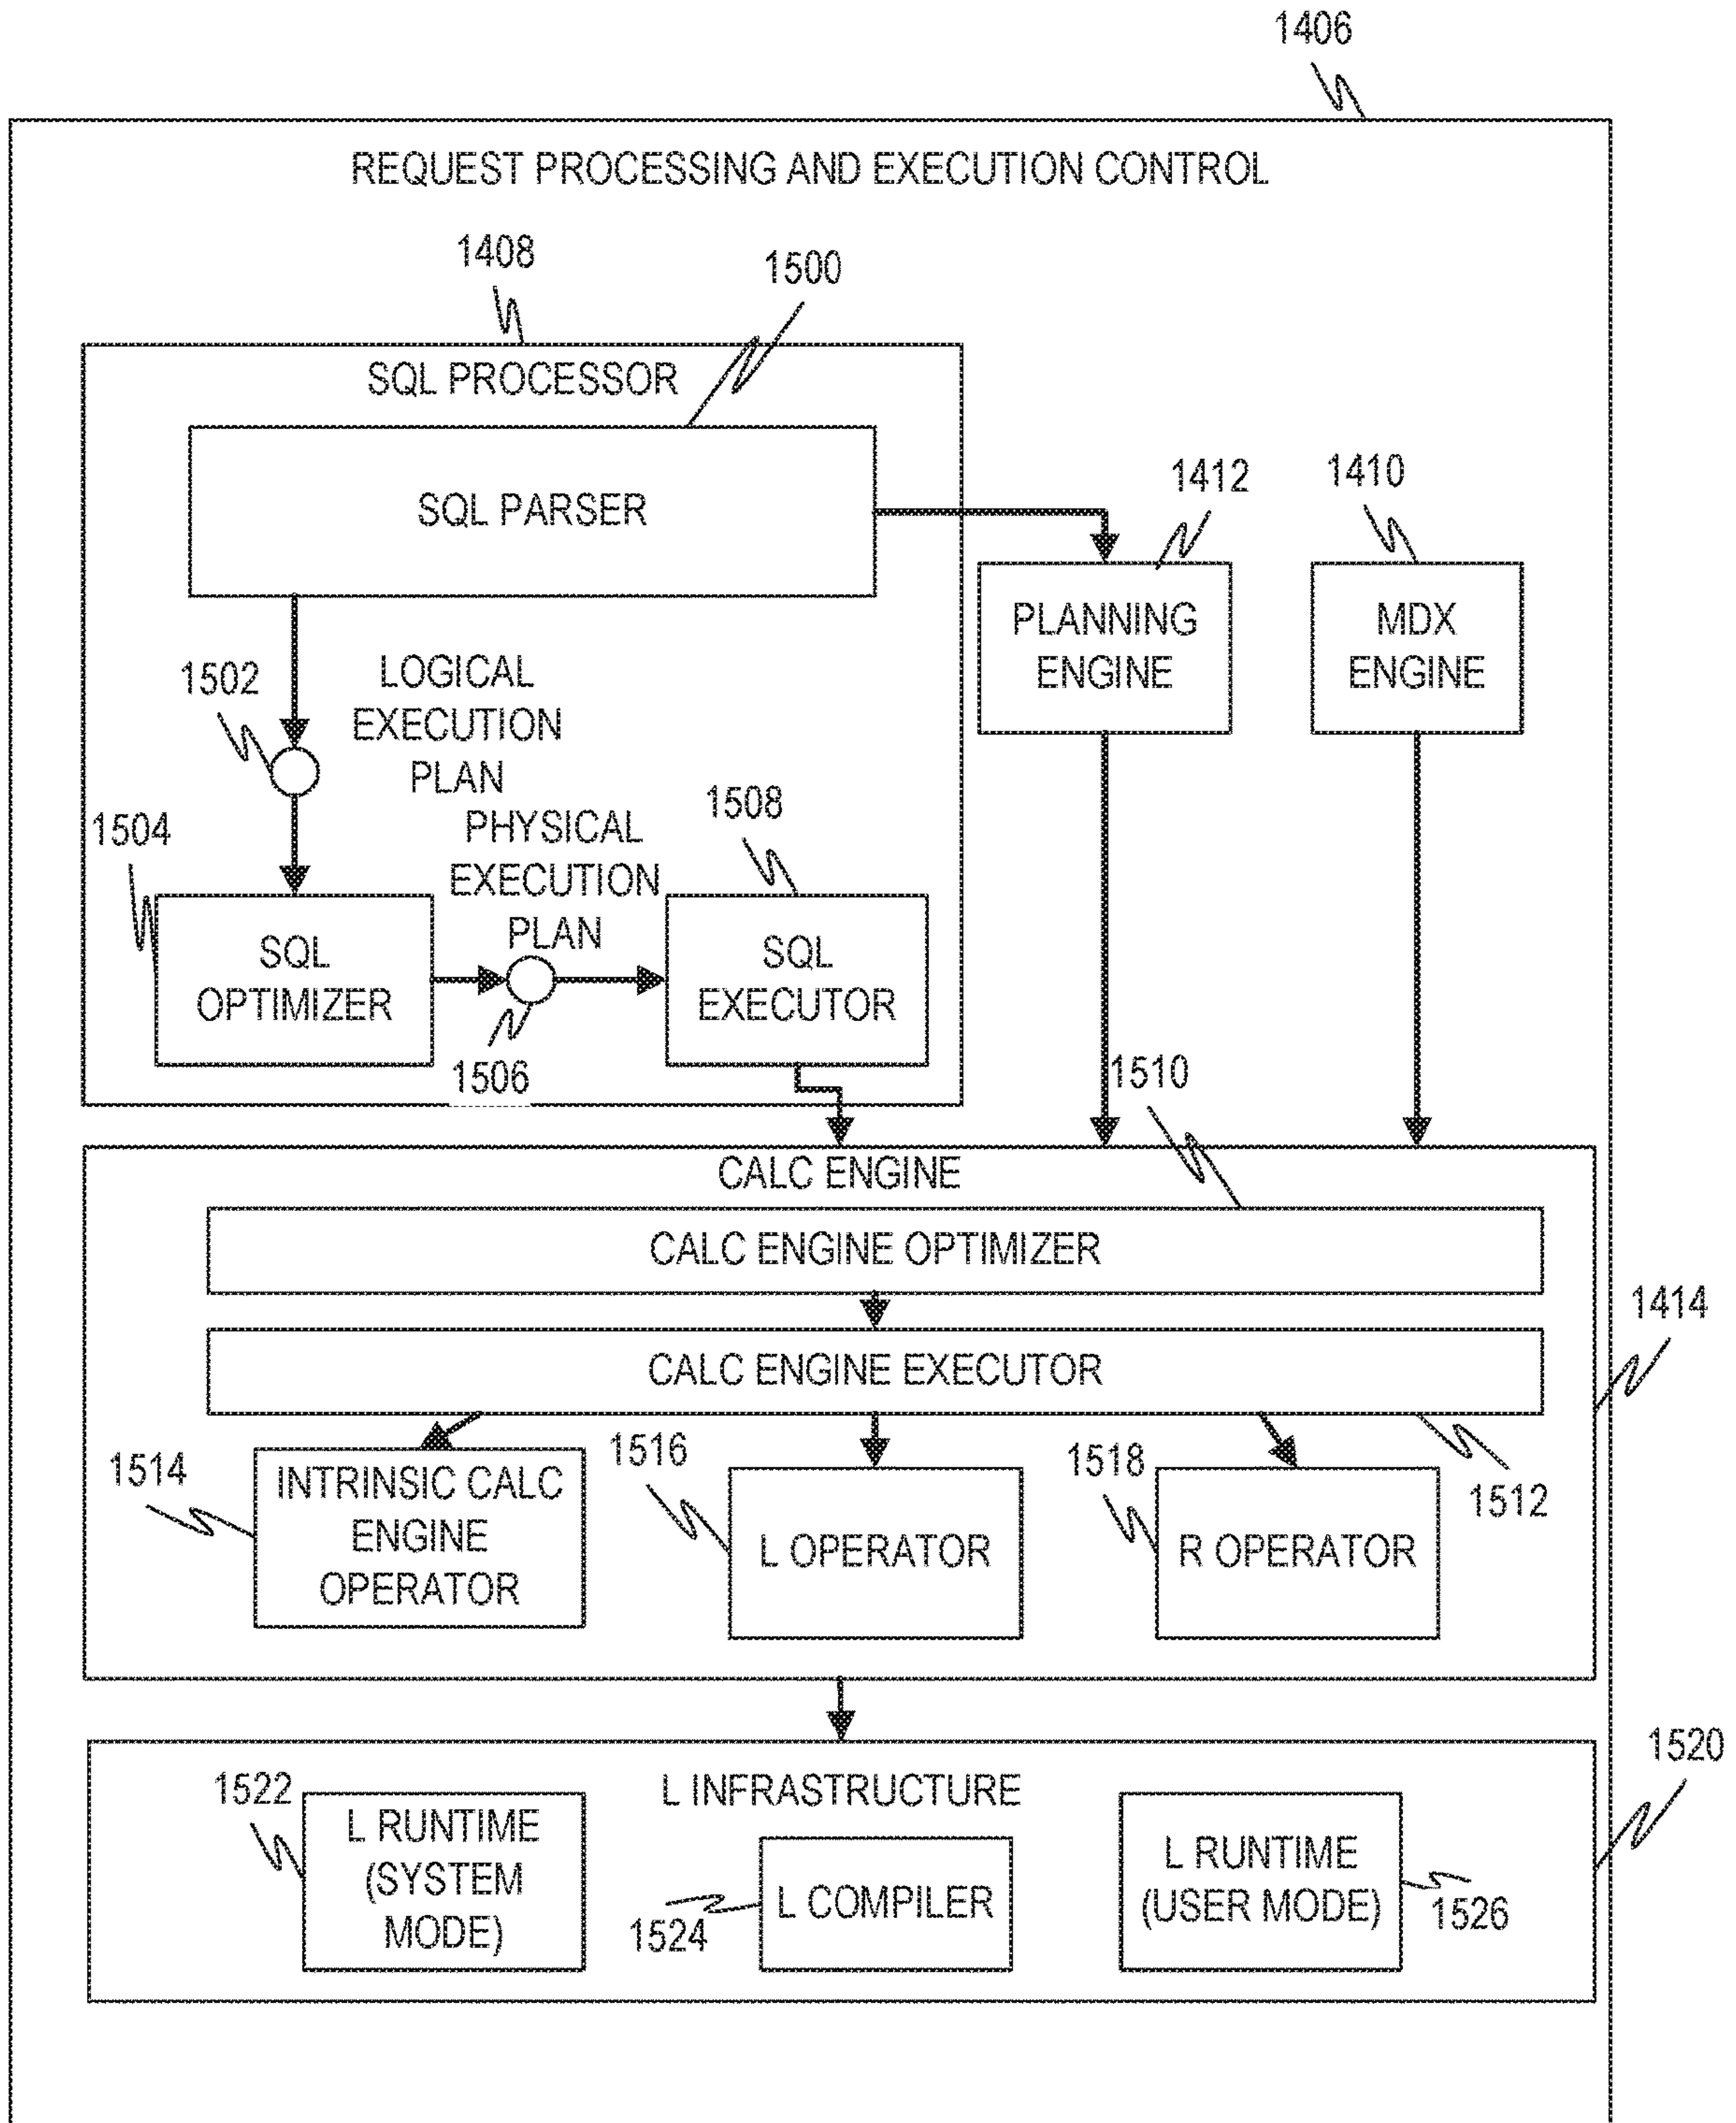 1406
REQUEST PROCESSING AND EXECUTION CONTROL
1408
1500
SQL PROCESSOR
SQL PARSER
1412
1410
PLANNING
ENGINE
MDX
ENGINE
1502
LOGICAL
EXECUTION
PLAN
1504
PHYSICAL
EXECUTION
PLAN
1508
SQL
OPTIMIZER
SQL
EXECUTOR
1506
1510
CALC ENGINE
CALC ENGINE OPTIMIZER
1414
CALC ENGINE EXECUTOR
1514
INTRINSIC CALC
ENGINE
OPERATOR
1516
L OPERATOR
1518
R OPERATOR
1512
1520
L INFRASTRUCTURE
1522
L RUNTIME
(SYSTEM
MODE)
1524
L COMPILER
L RUNTIME
(USER MODE)
1526